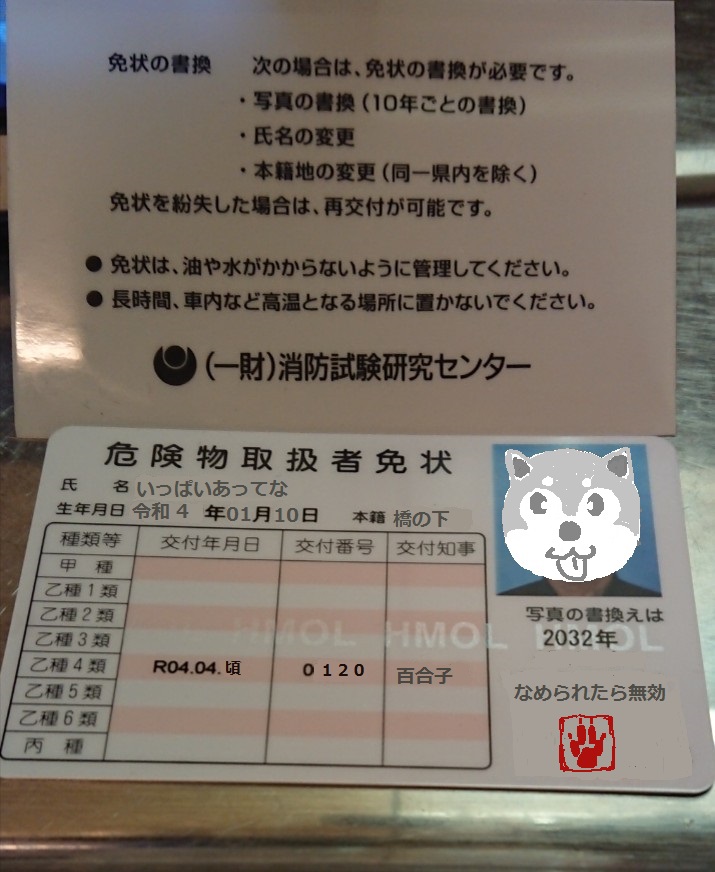 免状の書換　次の場合は、免状の書換が必要です。
・写真の書換（10年ごとの書換）
・氏名の変更
・本籍地の変更（同一県内を除く）
免状を紛失した場合は、再交付が可能です。
● 免状は、油や水がかからないように管理してください。
● 長時間、車内など高温となる場所に置かないでください。
(一財)消防試験研究センター
危険物取扱者免状
氏　名 いっぱいあってな
生年月日 令和４ 年01月10日　本籍 橋の下
種類等 交付年月日 交付番号 交付知事
甲　種
乙種1類
乙種2類
乙種3類
HMOL HMOL HMOL
乙種4類 R04.04.頃 0120 百合子
乙種5類
乙種6類
丙　種
写真の書換えは
2032年
なめられたら無効